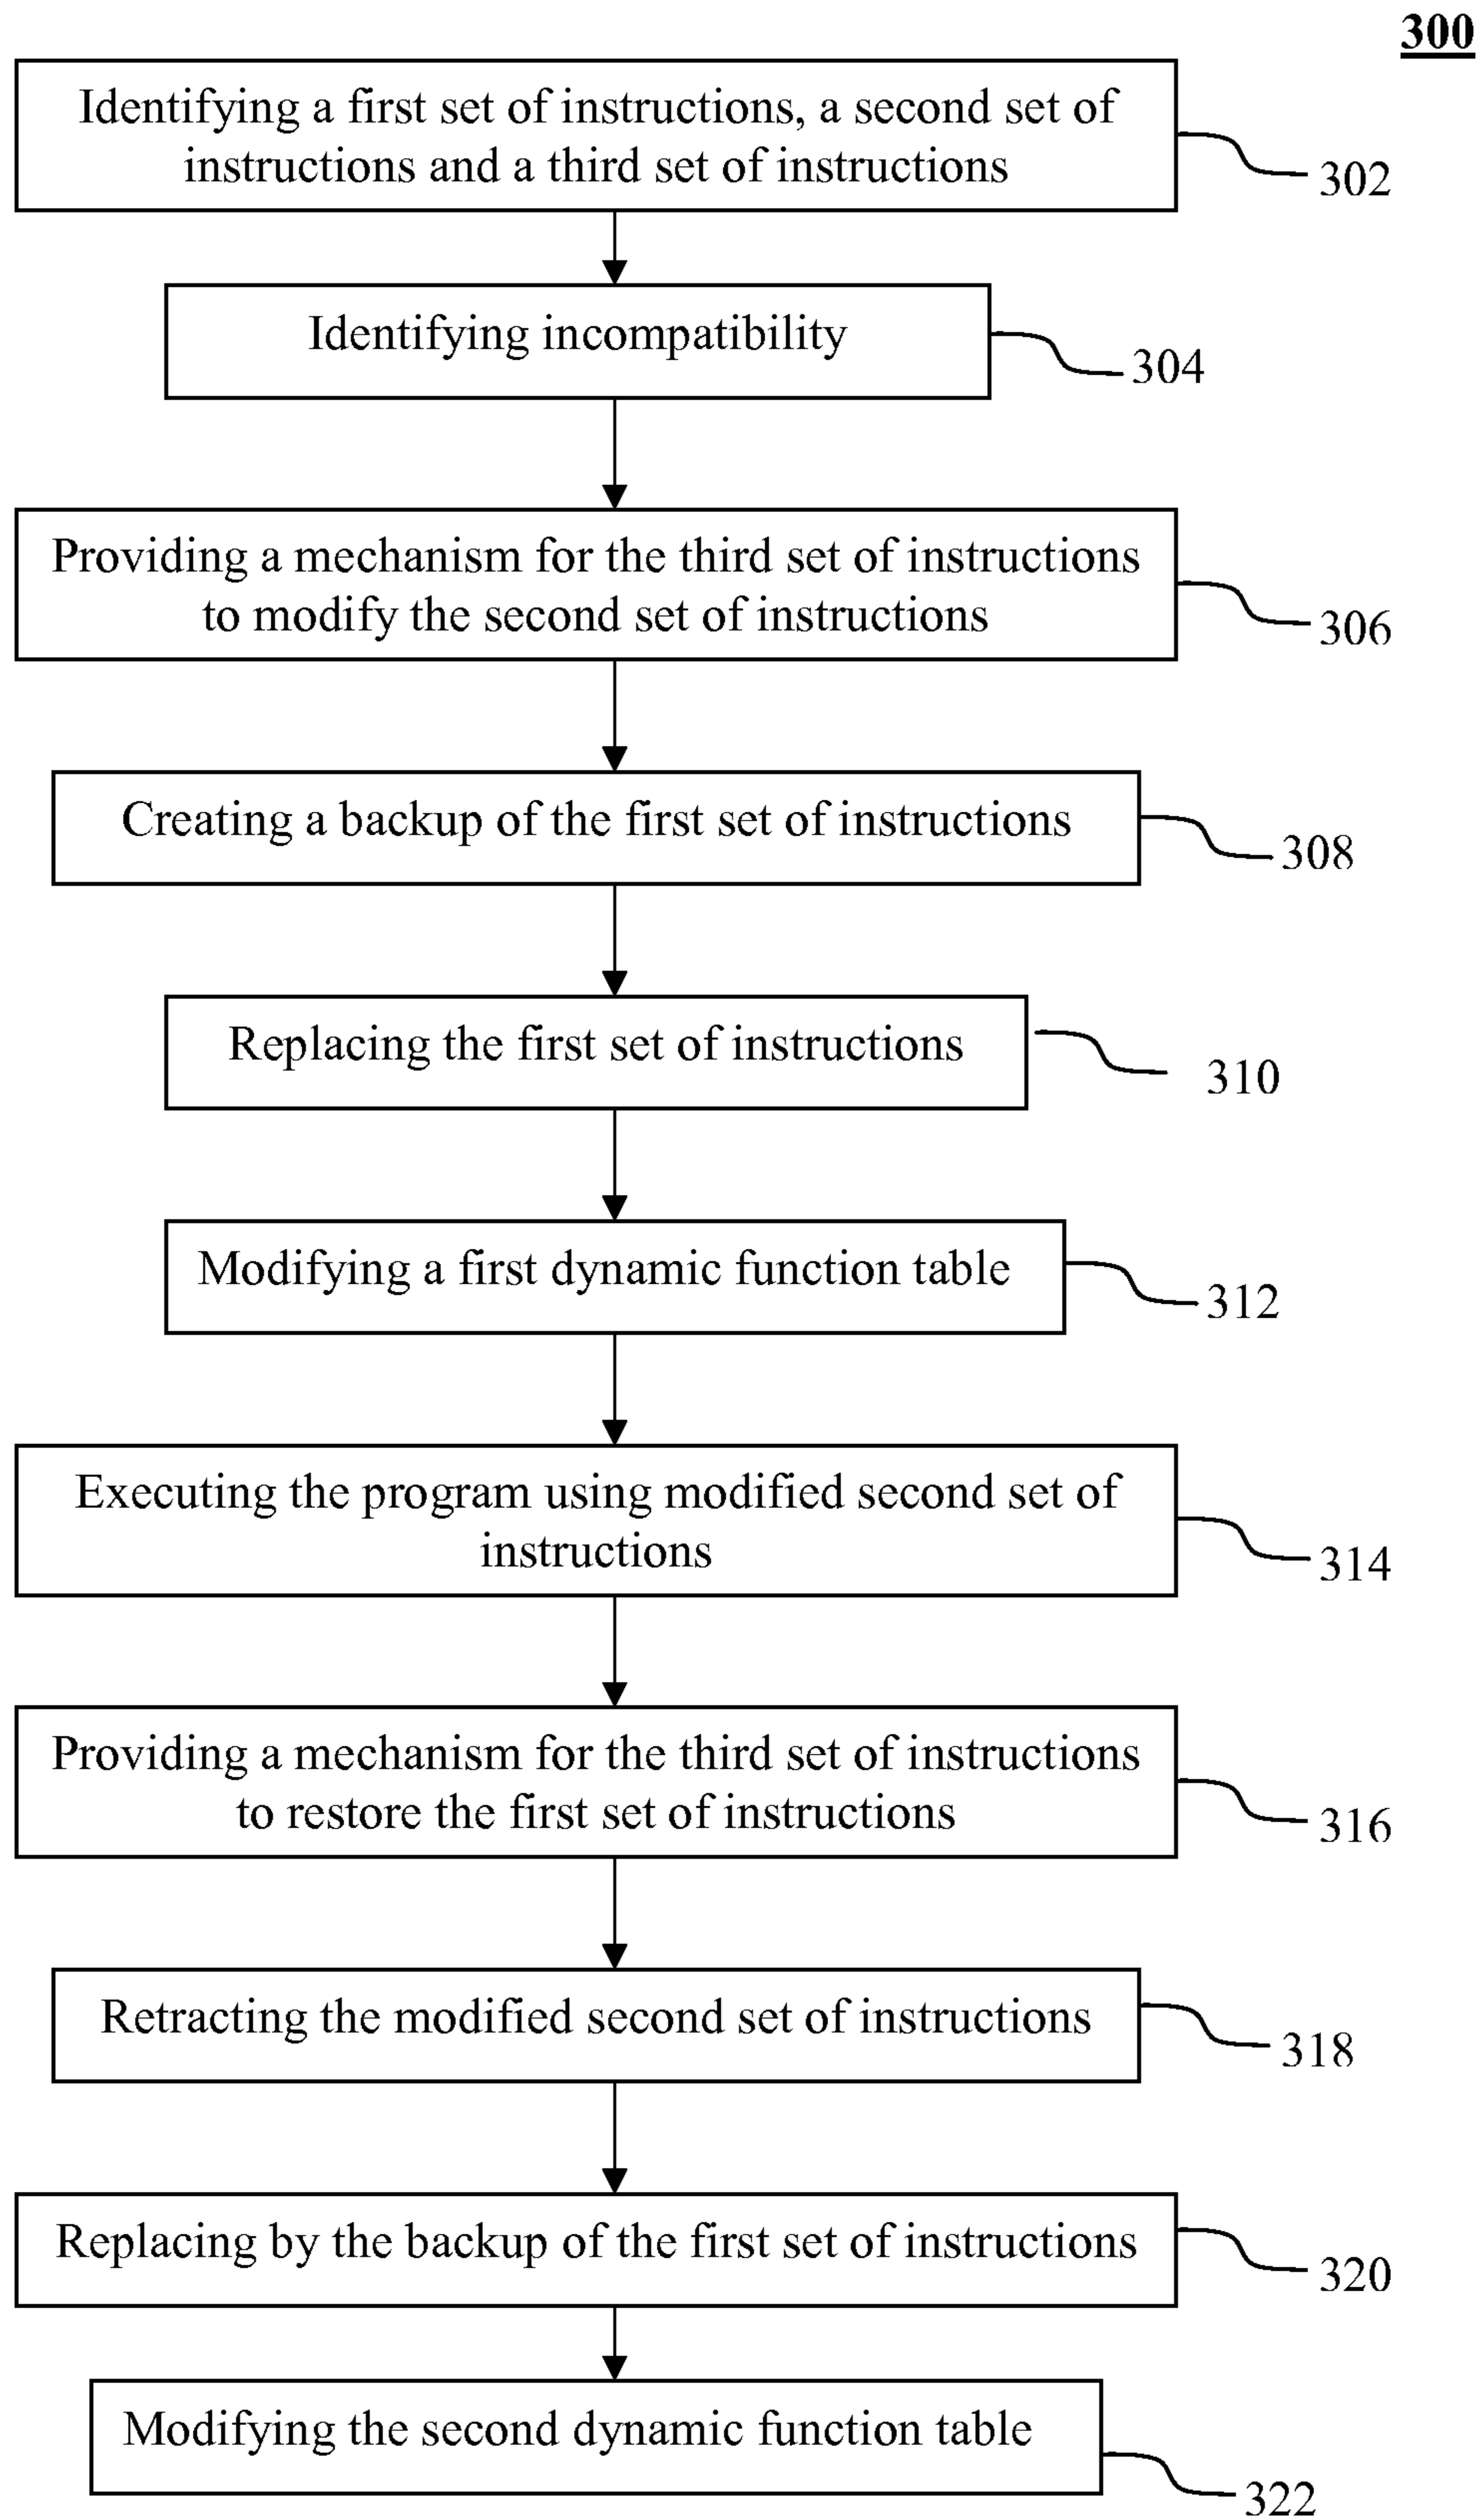 300
Identifying a first set of instructions, a second set of
instructions and a third set of instructions
302
Identifying incompatibility
304
Providing a mechanism for the third set of instructions
to modify the second set of instructions
306
Creating a backup of the first set of instructions
308
Replacing the first set of instructions
310
Modifying a first dynamic function table
312
Executing the program using modified second set of
instructions
314
Providing a mechanism for the third set of instructions
to restore the first set of instructions
316
Retracting the modified second set of instructions
318
Replacing by the backup of the first set of instructions
320
Modifying the second dynamic function table
322